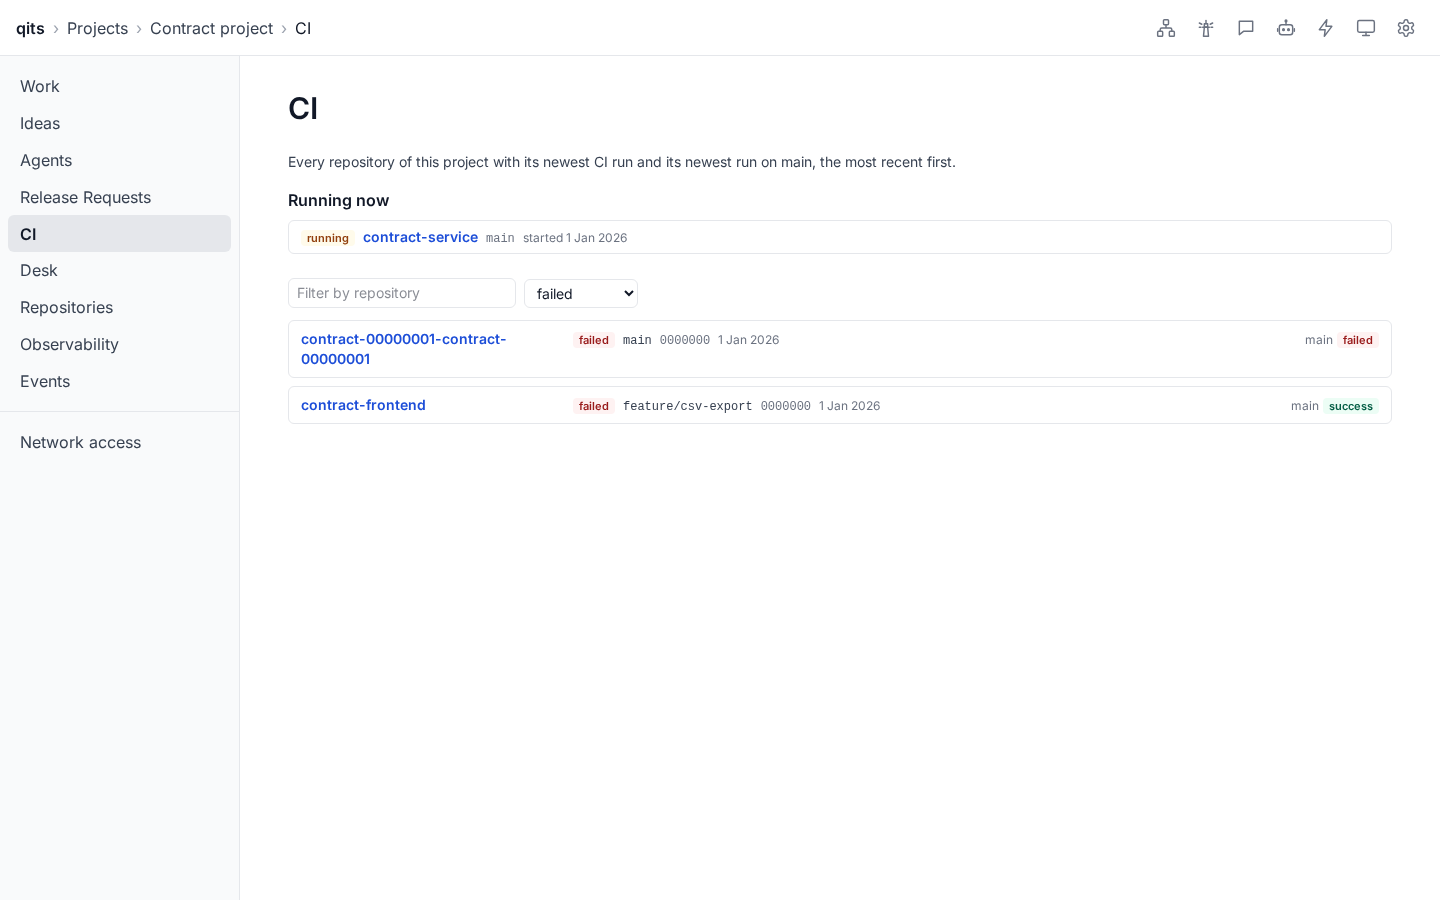 qits › Projects › Contract project › CI
Work
Ideas
Agents
Release Requests
CI
Desk
Repositories
Observability
Events
Network access
CI
Every repository of this project with its newest CI run and its newest run on main, the most recent first.
Running now
running contract-service main started 1 Jan 2026
Filter by repository failed
contract-00000001-contract-
00000001 failed main 0000000 1 Jan 2026 main failed
contract-frontend failed feature/csv-export 0000000 1 Jan 2026 main success